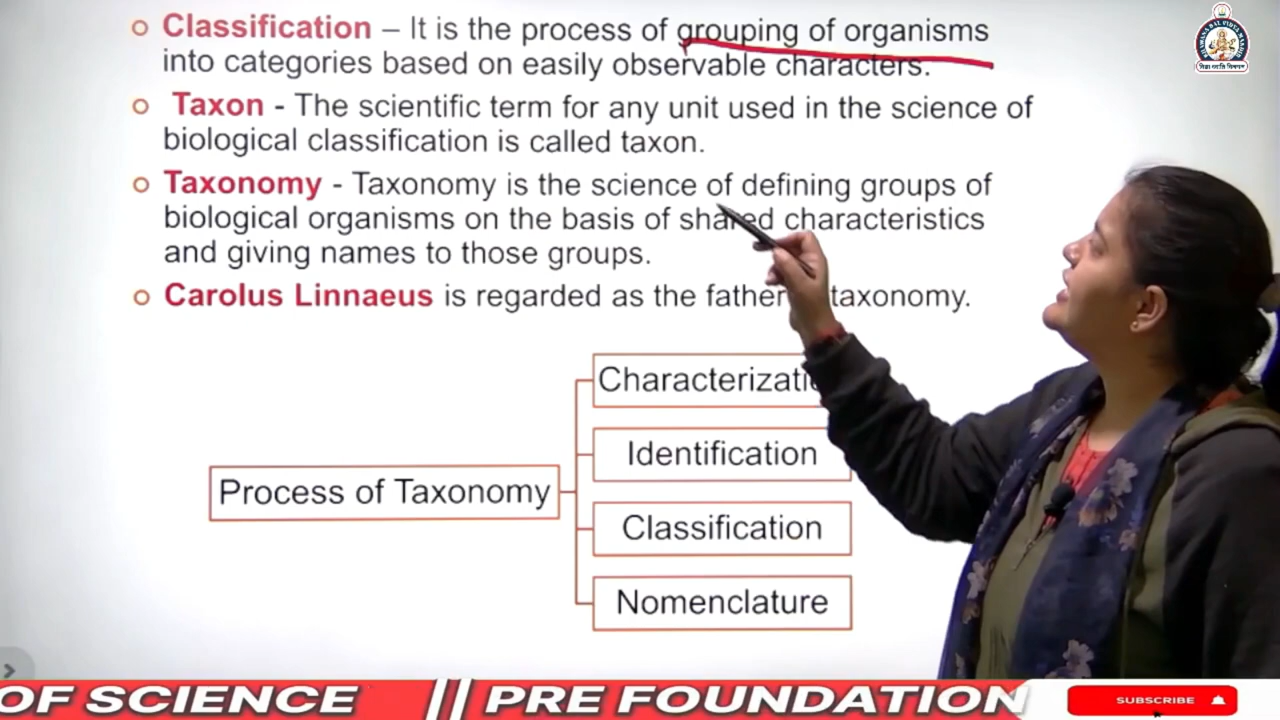 Classification – It is the process of grouping of organisms
into categories based on easily observable characters.
Taxon - The scientific term for any unit used in the science of
biological classification is called taxon.
Taxonomy - Taxonomy is the science of defining groups of
biological organisms on the basis of shared characteristics
and giving names to those groups.
Carolus Linnaeus is regarded as the father taxonomy.
Process of Taxonomy
Identification
Classification
Nomenclature
OF SCIENCE || PRE FOUNDATION
SUBSCRIBE